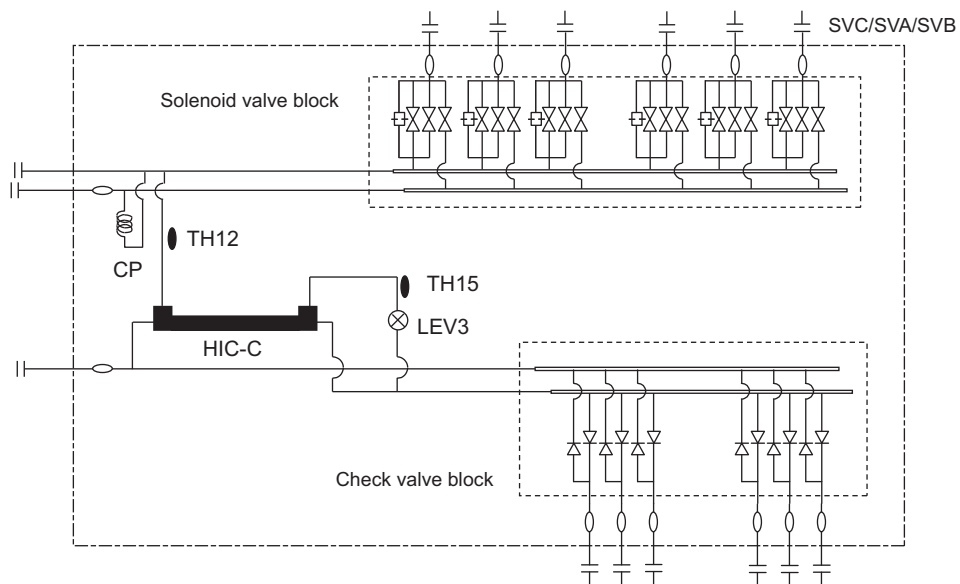 SVC/SVA/SVB
Solenoid valve block
TH12
CP
TH15
LEV3
HIC-C
Check valve block